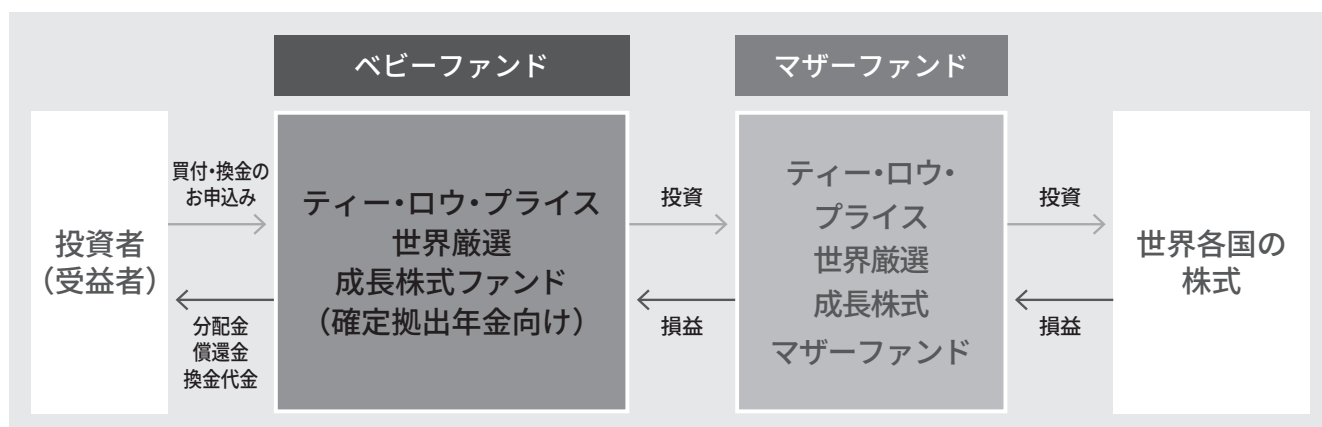 ベビーファンド
マザーファンド
投資者
（受益者）
買付・換金の
お申込み
分配金
償還金
換金代金
ティー・ロウ・プライス
世界厳選
成長株式ファンド
（確定拠出年金向け）
投資
損益
ティー・ロウ・
プライス
世界厳選
成長株式
マザーファンド
投資
損益
世界各国の
株式